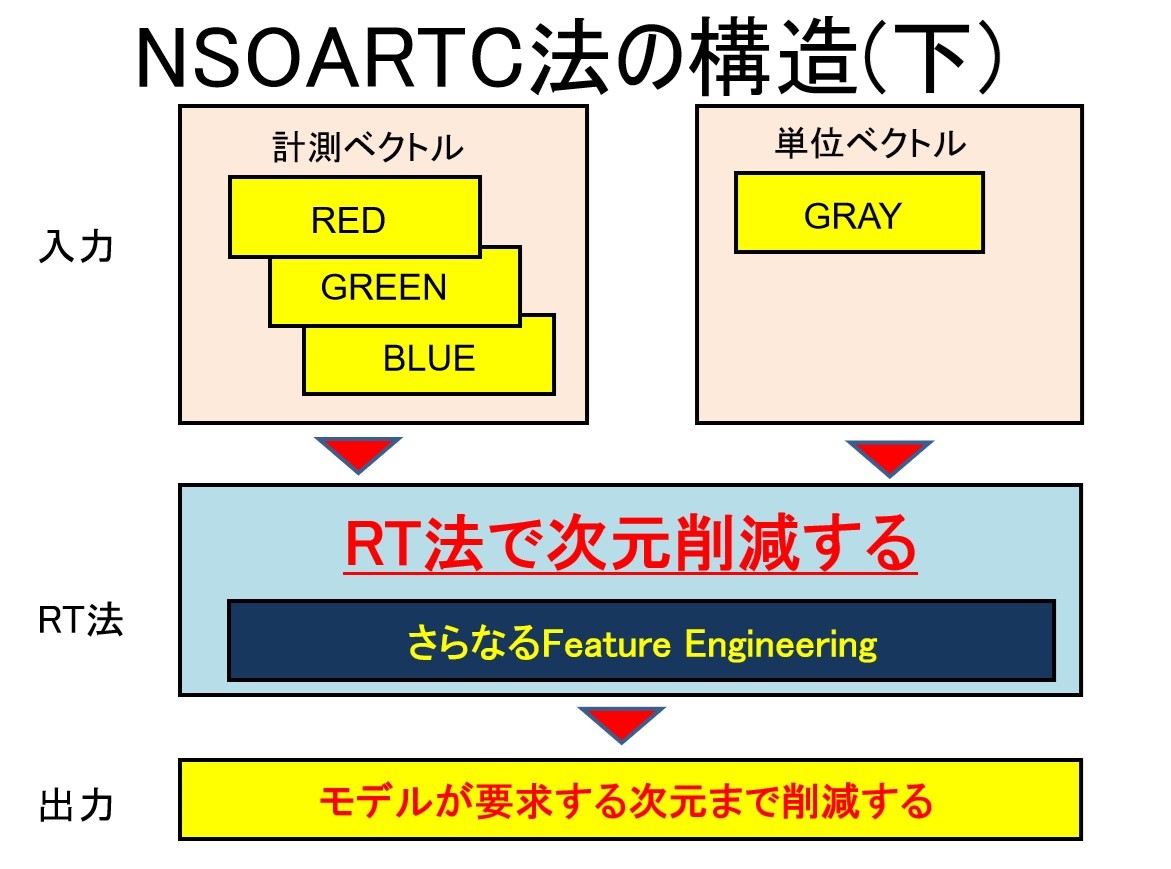 NSOARTC法の構造(下)
計測ベクトル
単位ベクトル
入力
RED
GREEN
BLUE
GRAY
RT法で次元削減する
RT法
さらなるFeature Engineering
出力
モデルが要求する次元まで削減する